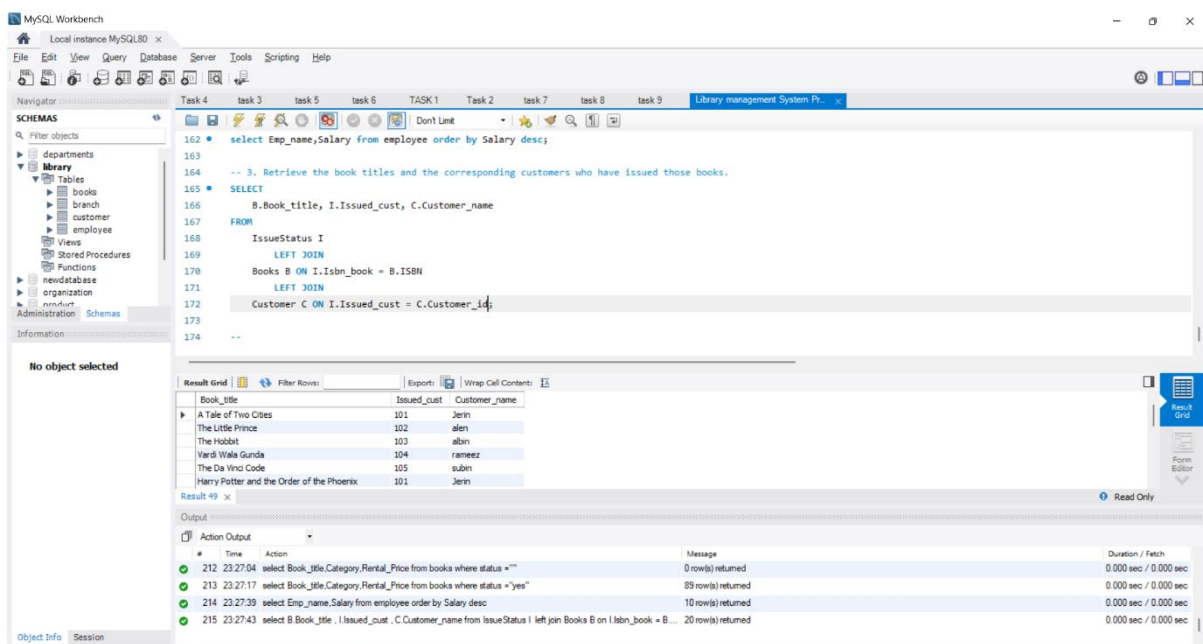 MySQL Workbench
Local instance MySQL80 ×
File Edit View Query Database Server Tools Scripting Help
Navigator
SCHEMAS
Filter objects
departments
library
Tables
books
branch
customer
employee
Views
Stored Procedures
Functions
newdatabase
organization
product
Administration Schemas
Information
No object selected
Object Info Session
Task 4 task 3 task 5 task 6 TASK 1 Task 2 task 7 task 8 task 9 Library management System Pr... ×
Don't Limit
162 select Emp_name,Salary from employee order by Salary desc;
163
164 -- 3. Retrieve the book titles and the corresponding customers who have issued those books.
165 SELECT
166 B.Book_title, I.Issued_cust, C.Customer_name
167 FROM
168 IssueStatus I
169 LEFT JOIN
170 Books B ON I.Isbn_book = B.ISBN
171 LEFT JOIN
172 Customer C ON I.Issued_cust = C.Customer_id;
173
174 --
Result Grid Filter Rows: Export: Wrap Cell Content:
Book_title Issued_cust Customer_name
A Tale of Two Cities 101 Jerin
The Little Prince 102 alen
The Hobbit 103 albin
Vardi Wala Gunda 104 rameez
The Da Vinci Code 105 subin
Harry Potter and the Order of the Phoenix 101 Jerin
Result Grid
Form Editor
Result 49 × Read Only
Output
Action Output
# Time Action Message Duration / Fetch
212 23:27:04 select Book_title,Category,Rental_Price from books where status ="" 0 row(s) returned 0.000 sec / 0.000 sec
213 23:27:17 select Book_title,Category,Rental_Price from books where status ="yes" 89 row(s) returned 0.000 sec / 0.000 sec
214 23:27:39 select Emp_name,Salary from employee order by Salary desc 10 row(s) returned 0.000 sec / 0.000 sec
215 23:27:43 select B.Book_title , I.Issued_cust , C.Customer_name from IssueStatus I left join Books B on I.Isbn_book = B.... 20 row(s) returned 0.000 sec / 0.000 sec